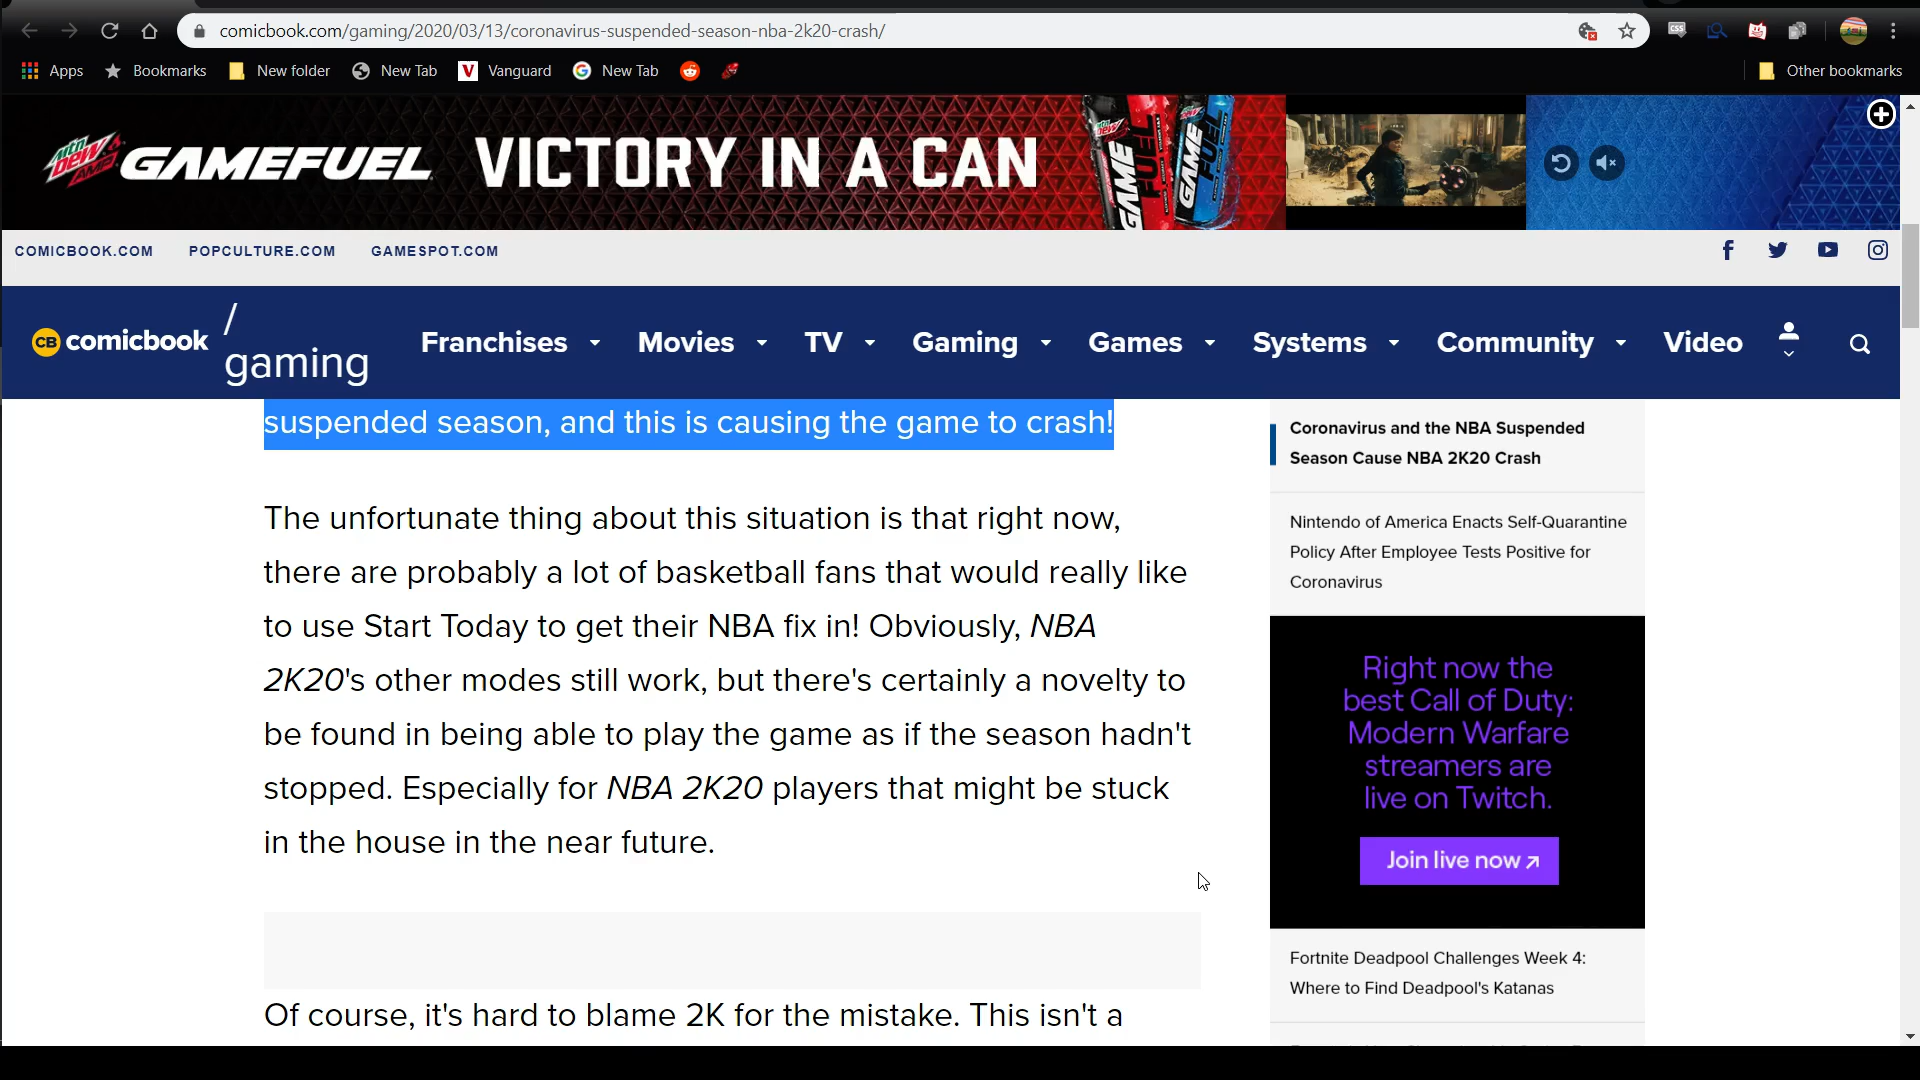 comicbook.com/gaming/2020/03/13/coronavirus-suspended-season-nba-2k20-crash/
CSS
Apps Bookmarks New folder New Tab V Vanguard New Tab Other bookmarks
mtn dew AMP GAMEFUEL VICTORY IN A CAN GAME FUEL GAME FUEL
COMICBOOK.COM POPCULTURE.COM GAMESPOT.COM
CB comicbook / gaming Franchises Movies TV Gaming Games Systems Community Video
suspended season, and this is causing the game to crash!
The unfortunate thing about this situation is that right now,
there are probably a lot of basketball fans that would really like
to use Start Today to get their NBA fix in! Obviously, NBA
2K20's other modes still work, but there's certainly a novelty to
be found in being able to play the game as if the season hadn't
stopped. Especially for NBA 2K20 players that might be stuck
in the house in the near future.
Of course, it's hard to blame 2K for the mistake. This isn't a
Coronavirus and the NBA Suspended
Season Cause NBA 2K20 Crash
Nintendo of America Enacts Self-Quarantine
Policy After Employee Tests Positive for
Coronavirus
Right now the
best Call of Duty:
Modern Warfare
streamers are
live on Twitch.
Join live now
Fortnite Deadpool Challenges Week 4:
Where to Find Deadpool's Katanas